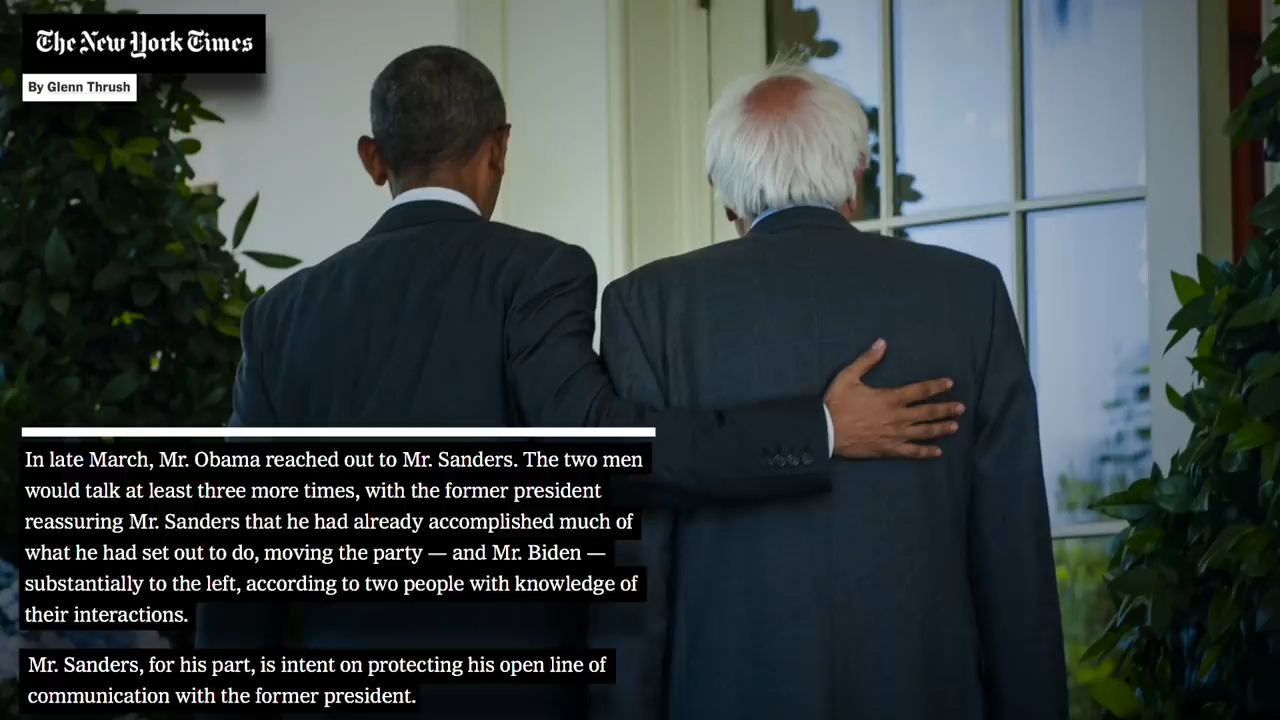 The New York Times
By Glenn Thrush
In late March, Mr. Obama reached out to Mr. Sanders. The two men
would talk at least three more times, with the former president
reassuring Mr. Sanders that he had already accomplished much of
what he had set out to do, moving the party — and Mr. Biden —
substantially to the left, according to two people with knowledge of
their interactions.
Mr. Sanders, for his part, is intent on protecting his open line of
communication with the former president.